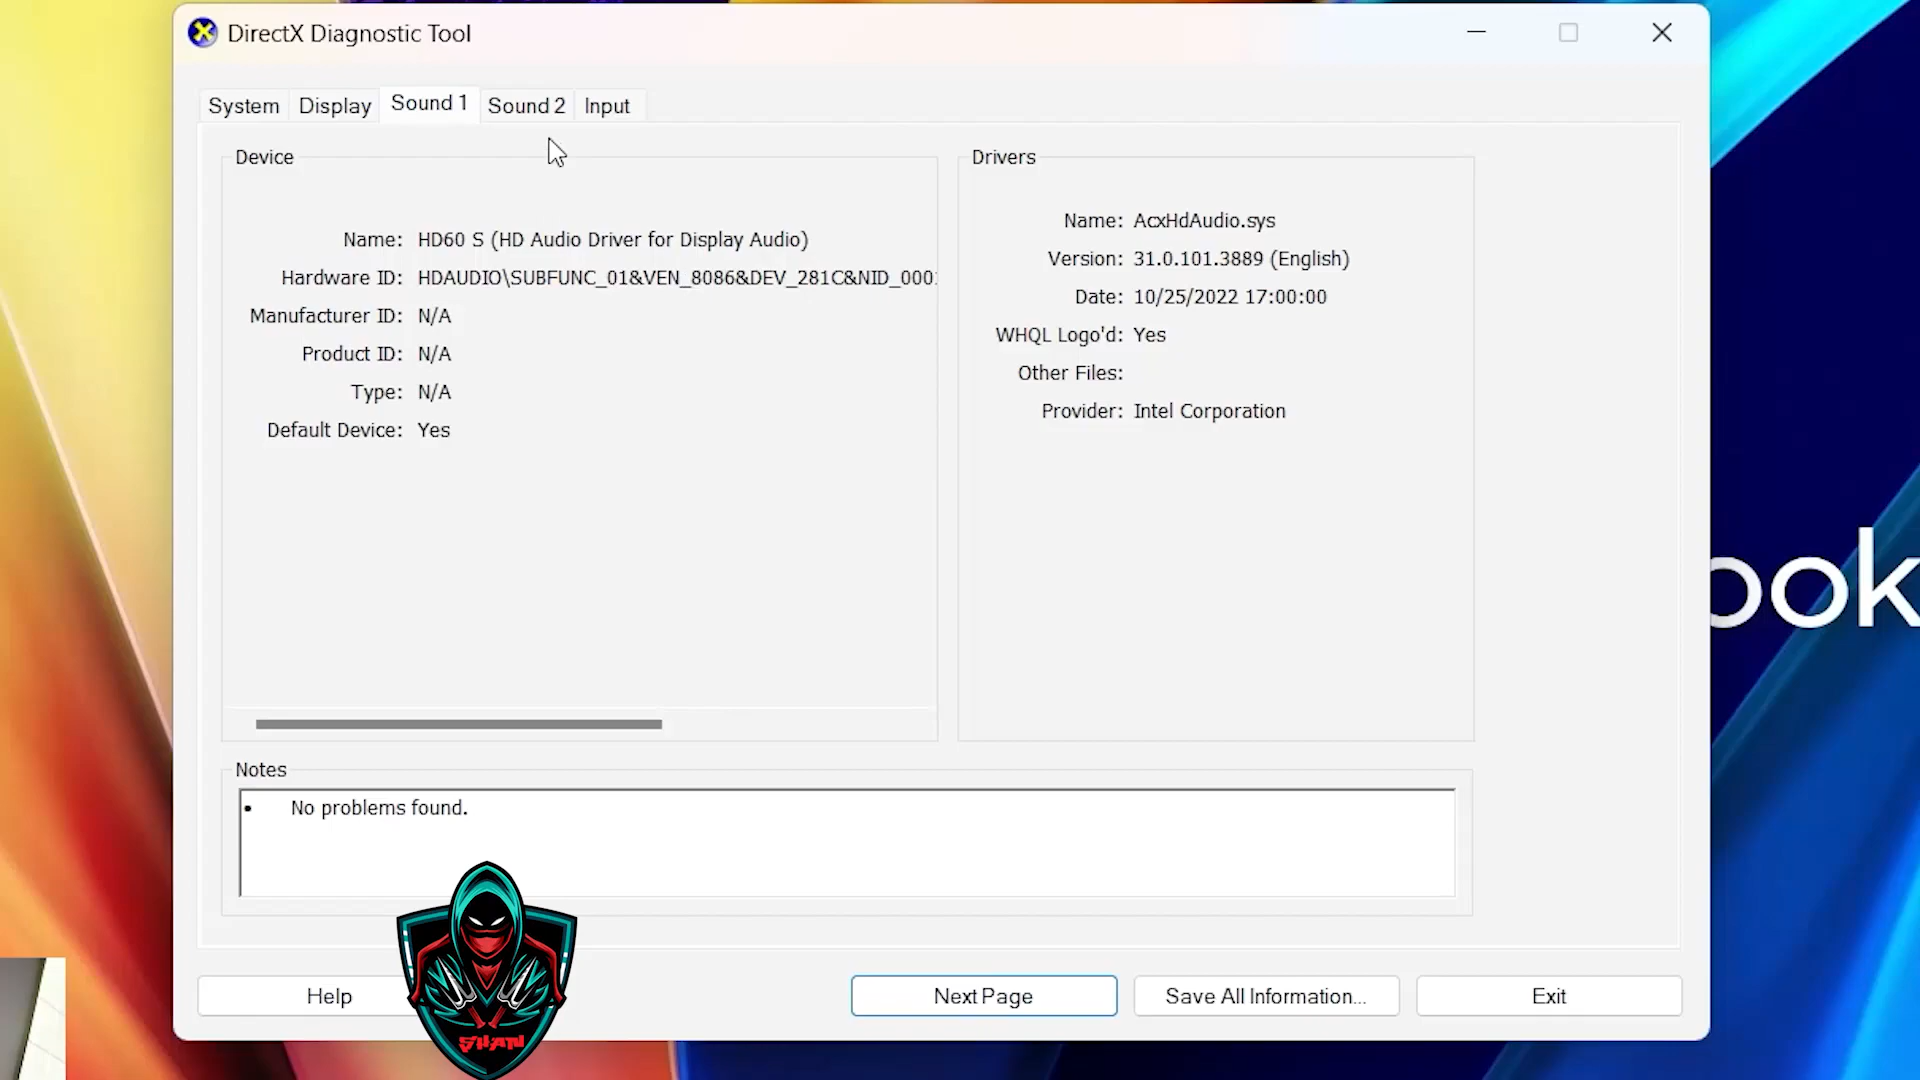 DirectX Diagnostic Tool
System Display Sound 1 Sound 2 Input
Device
Name: HD60 S (HD Audio Driver for Display Audio)
Hardware ID: HDAUDIO\SUBFUNC_01&VEN_8086&DEV_281C&NID_000
Manufacturer ID: N/A
Product ID: N/A
Type: N/A
Default Device: Yes
Drivers
Name: AcxHdAudio.sys
Version: 31.0.101.3889 (English)
Date: 10/25/2022 17:00:00
WHQL Logo'd: Yes
Other Files:
Provider: Intel Corporation
ook
Notes
• No problems found.
Help Next Page Save All Information... Exit
SHAN